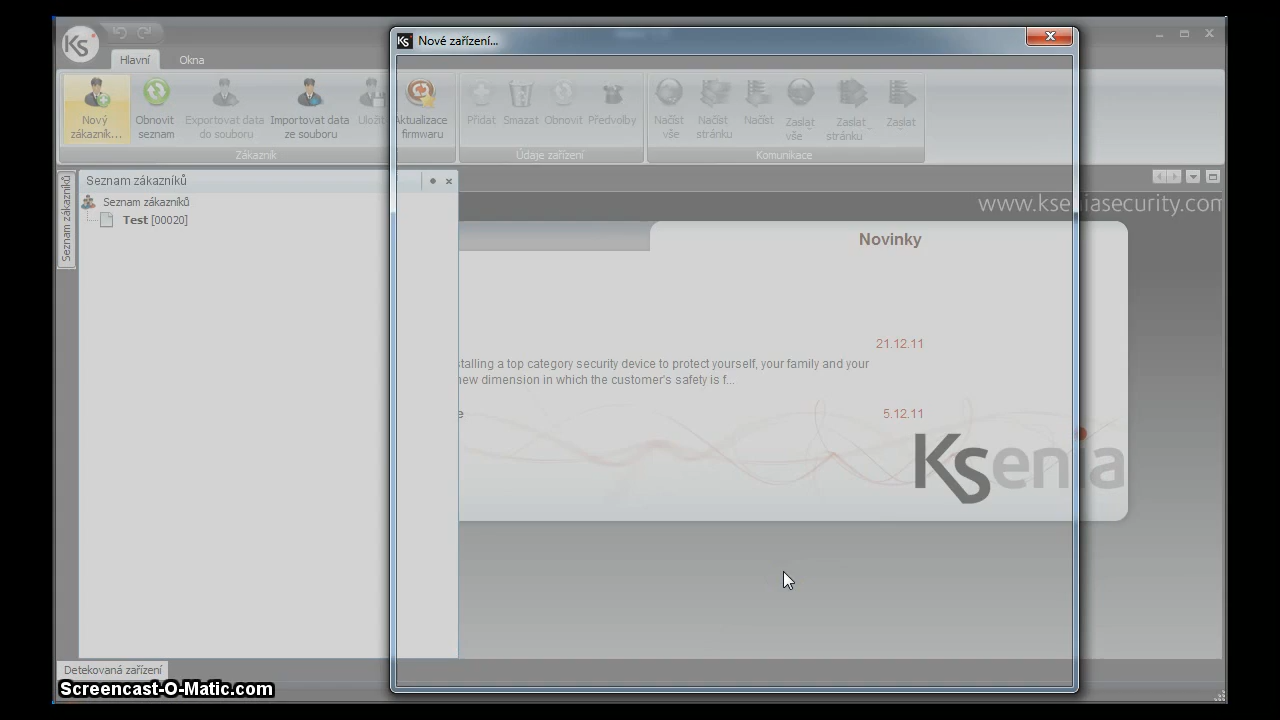 Ks
Ks Nové zařízení...
Hlavní Okna
Nový zákazník...
Obnovit seznam
Exportovat data do souboru
Importovat data ze souboru
Uložit
Aktualizace firmwaru
Přidat
Smazat
Obnovit
Předvolby
Načíst vše
Načíst stránku
Načíst
Zaslat vše
Zaslat stránku
Zaslat
Zákazník
Údaje zařízení
Komunikace
Seznam zákazníků
Seznam zákazníků
Seznam zákazníků
Test [00020]
www.kseniasecurity.com
Novinky
21.12.11
stalling a top category security device to protect yourself, your family and your
new dimension in which the customer's safety is f...
e 5.12.11
Ksenia
Detekovaná zařízení
Screencast-O-Matic.com